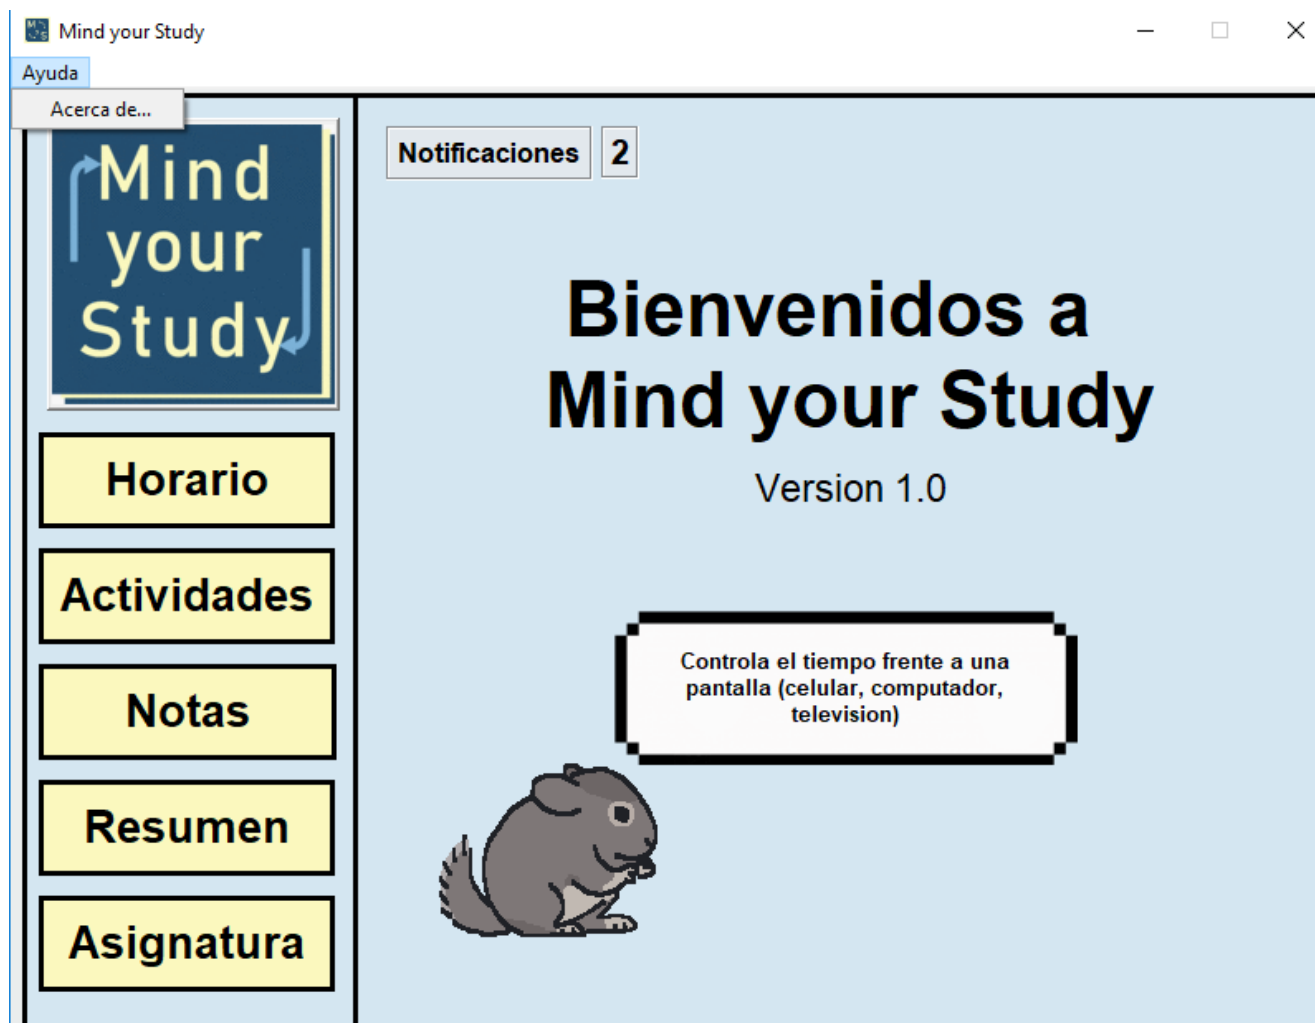 Mind your Study
Ayuda
Acerca de...
Mind
your
Study
Horario
Actividades
Notas
Resumen
Asignatura
Notificaciones 2
Bienvenidos a
Mind your Study
Version 1.0
Controla el tiempo frente a una
pantalla (celular, computador,
television)